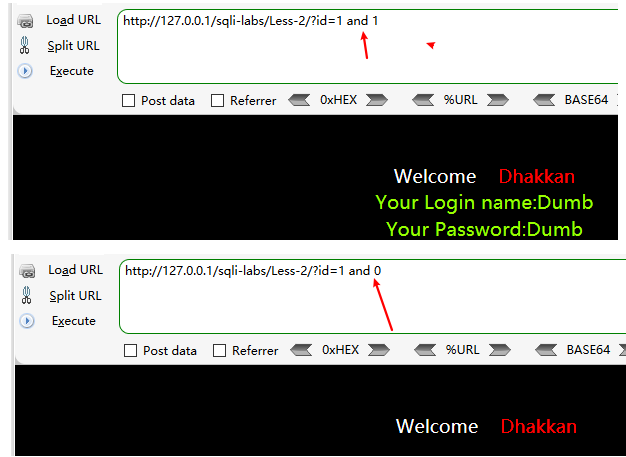 Load URL
http://127.0.0.1/sqli-labs/Less-2/?id=1 and 1
Split URL
Execute
Post data Referrer 0xHEX %URL BASE64
Welcome Dhakkan
Your Login name:Dumb
Your Password:Dumb
Load URL
http://127.0.0.1/sqli-labs/Less-2/?id=1 and 0
Split URL
Execute
Post data Referrer 0xHEX %URL BASE64
Welcome Dhakkan